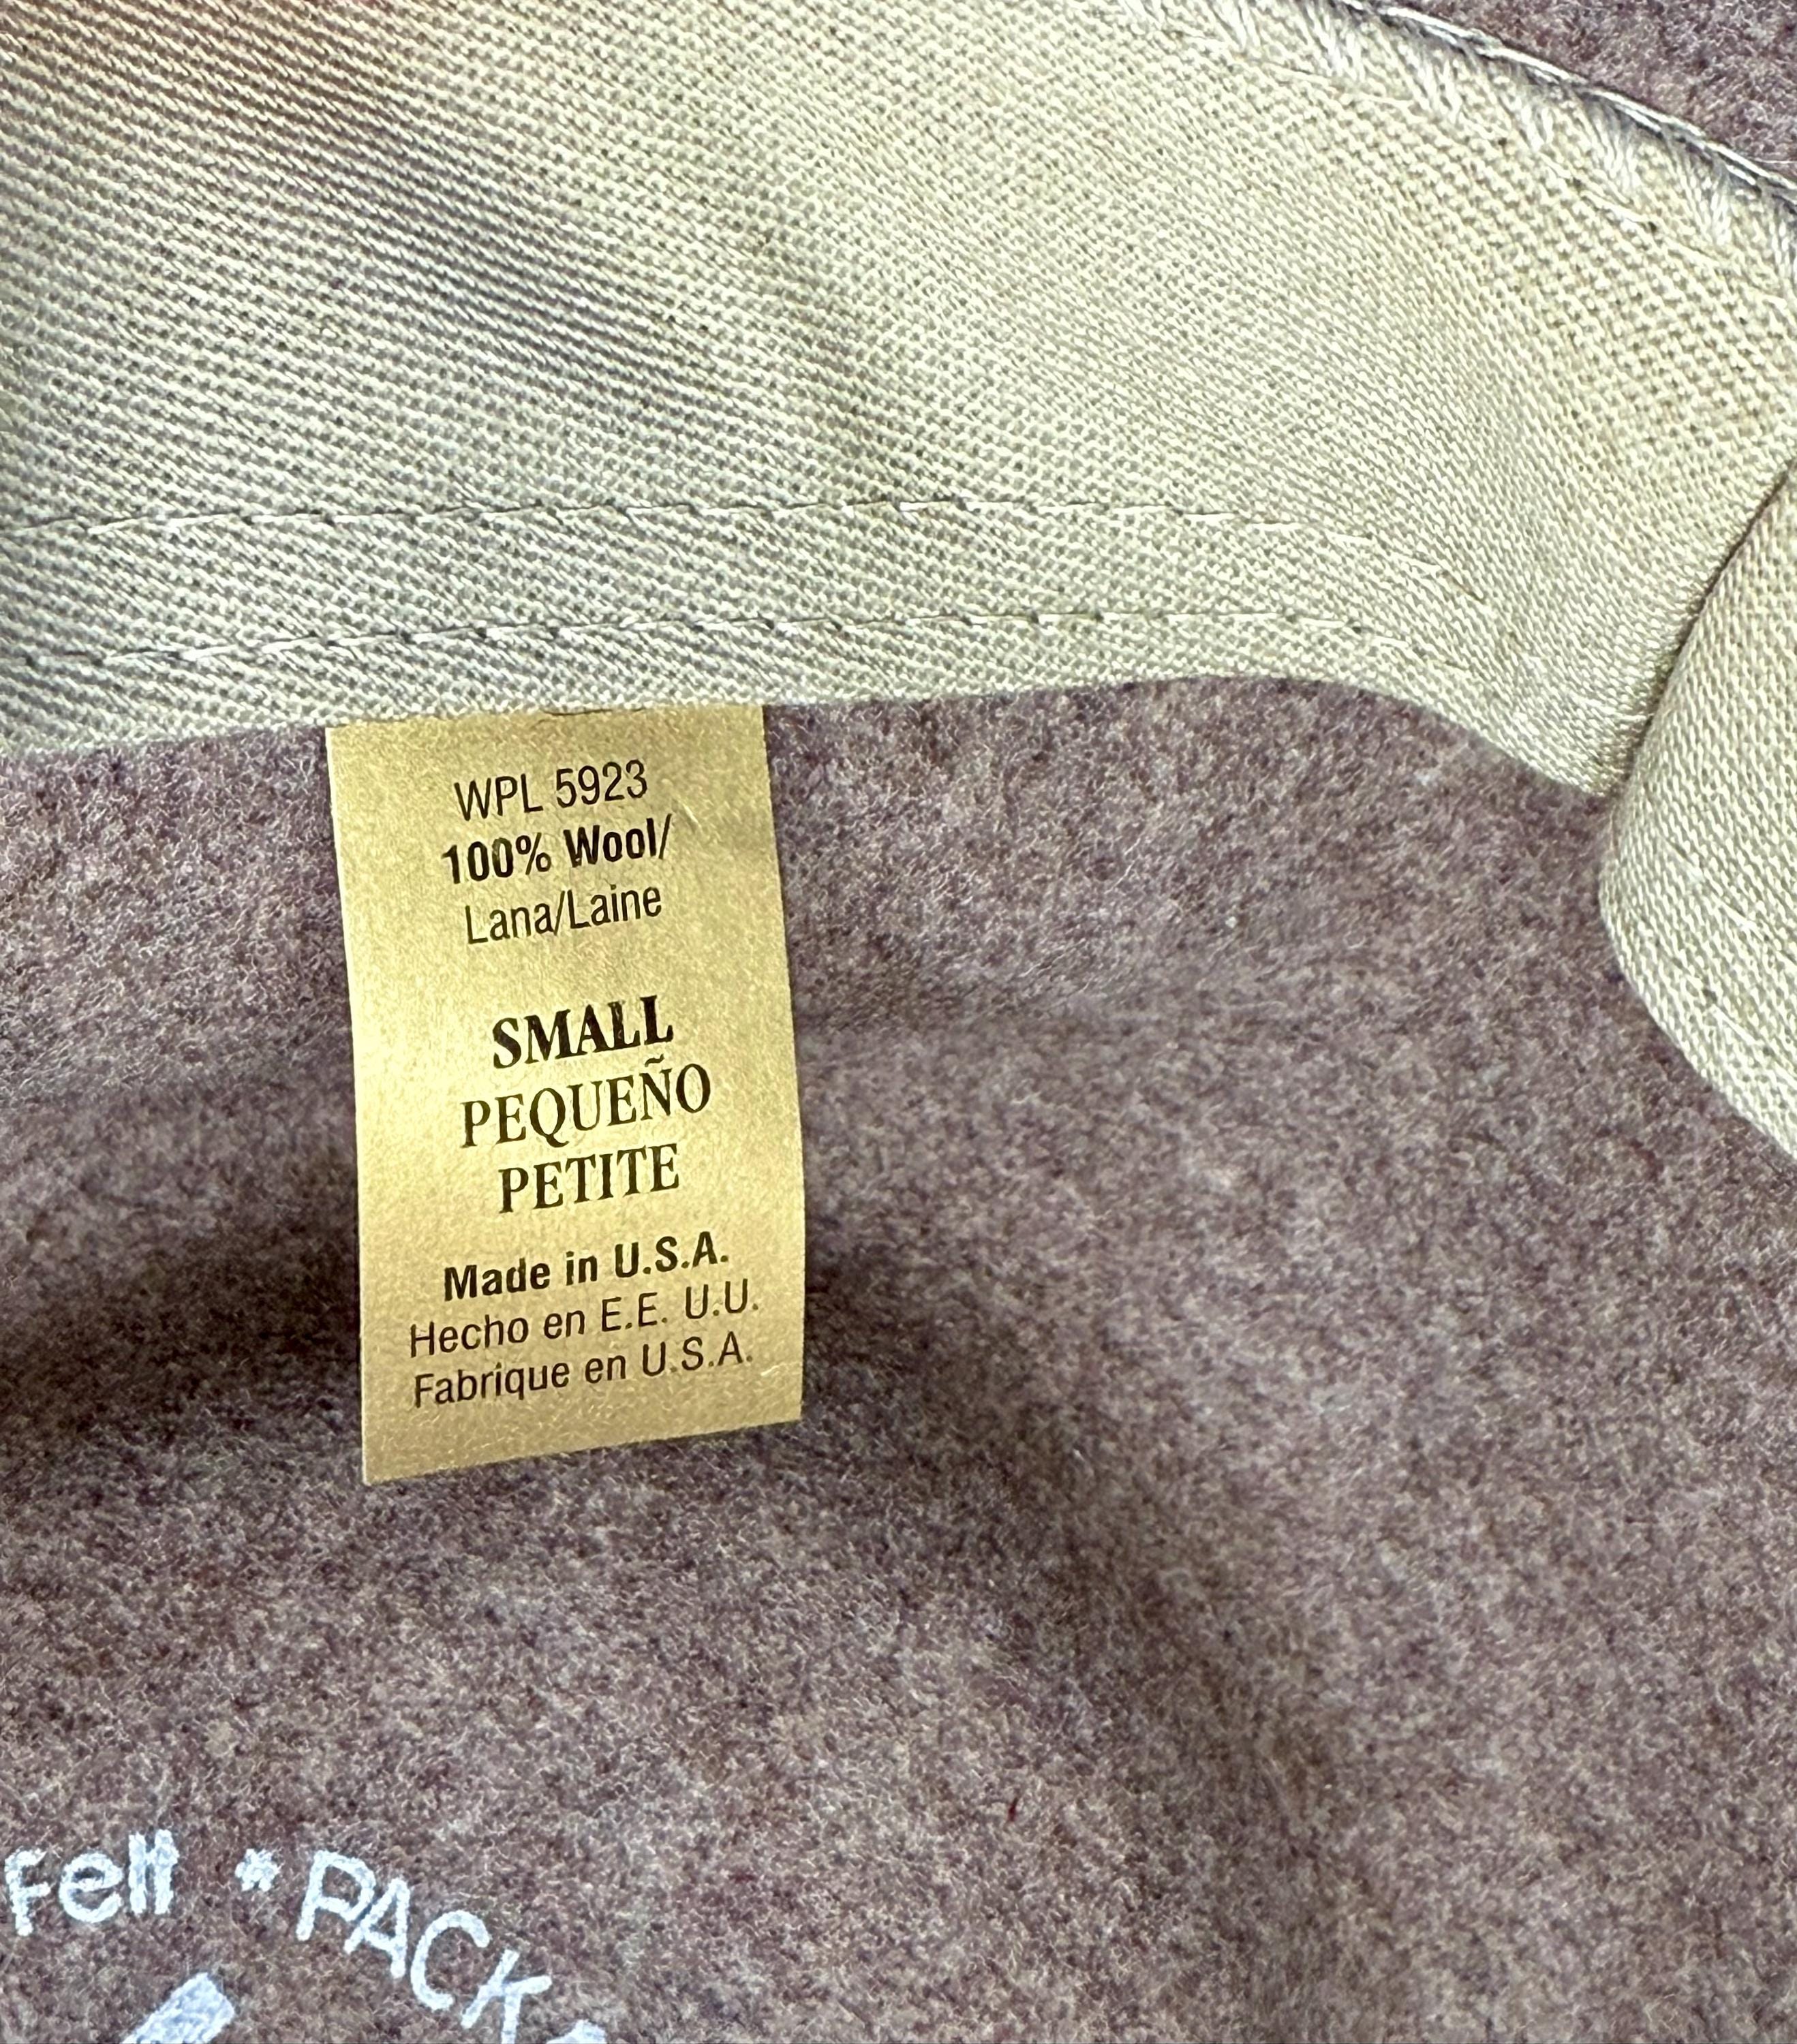 WPL 5923
100% Wool/
Lana/Laine
SMALL
PEQUEÑO
PETITE
Made in U.S.A.
Hecho en E.E. U.U.
Fabrique en U.S.A.
Felt * PACK